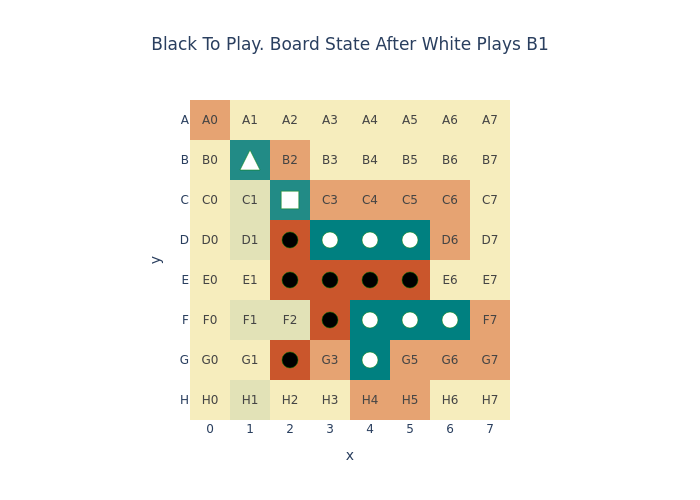 Black To Play. Board State After White Plays B1
A A0 A1 A2 A3 A4 A5 A6 A7
B B0 B2 B3 B4 B5 B6 B7
C C0 C1 C3 C4 C5 C6 C7
D D0 D1 D6 D7
E E0 E1 E6 E7
F F0 F1 F2 F7
G G0 G1 G3 G5 G6 G7
H H0 H1 H2 H3 H4 H5 H6 H7
0 1 2 3 4 5 6 7
x
y